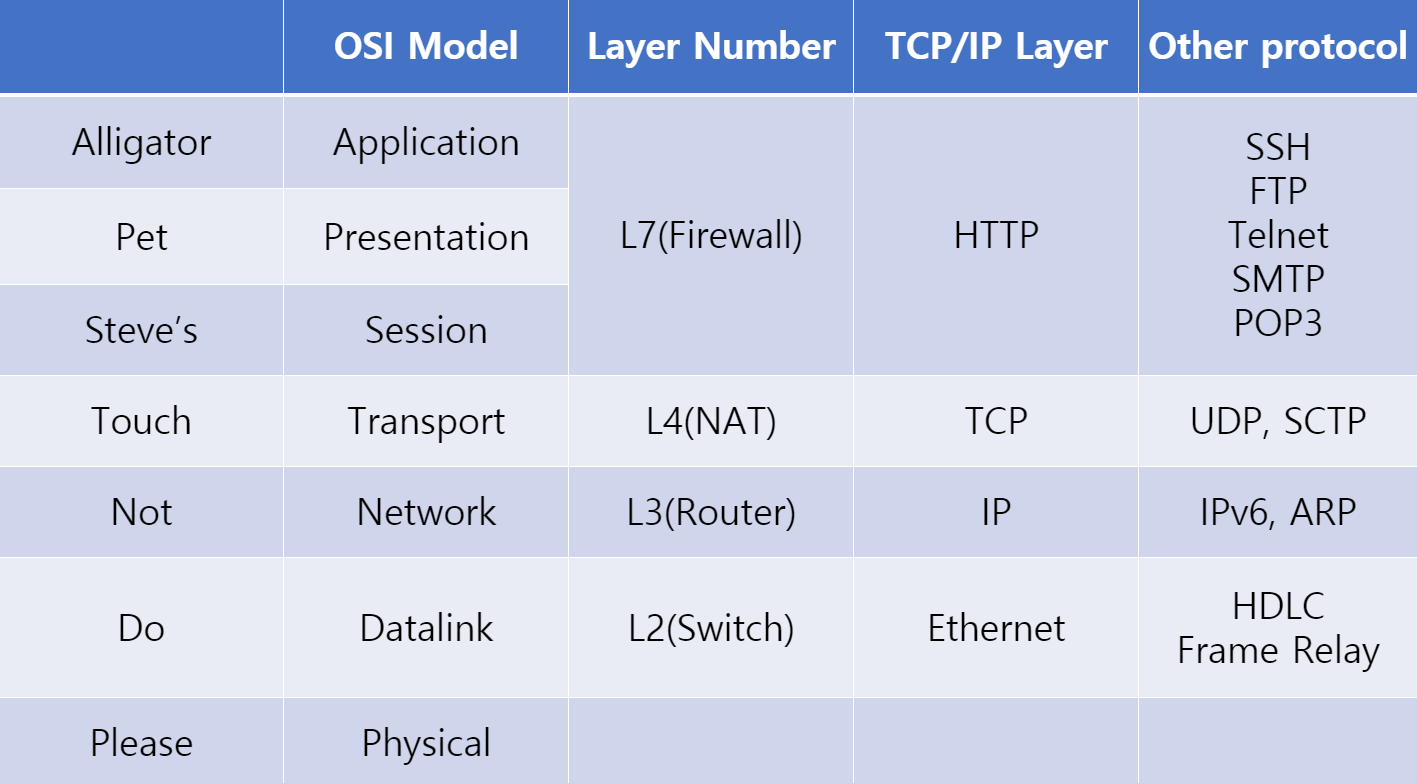 OSI Model Layer Number TCP/IP Layer Other protocol
Alligator Application
Pet Presentation
Steve’s Session
L7(Firewall) HTTP
SSH
FTP
Telnet
SMTP
POP3
Touch Transport L4(NAT) TCP UDP, SCTP
Not Network L3(Router) IP IPv6, ARP
Do Datalink L2(Switch) Ethernet
HDLC
Frame Relay
Please Physical